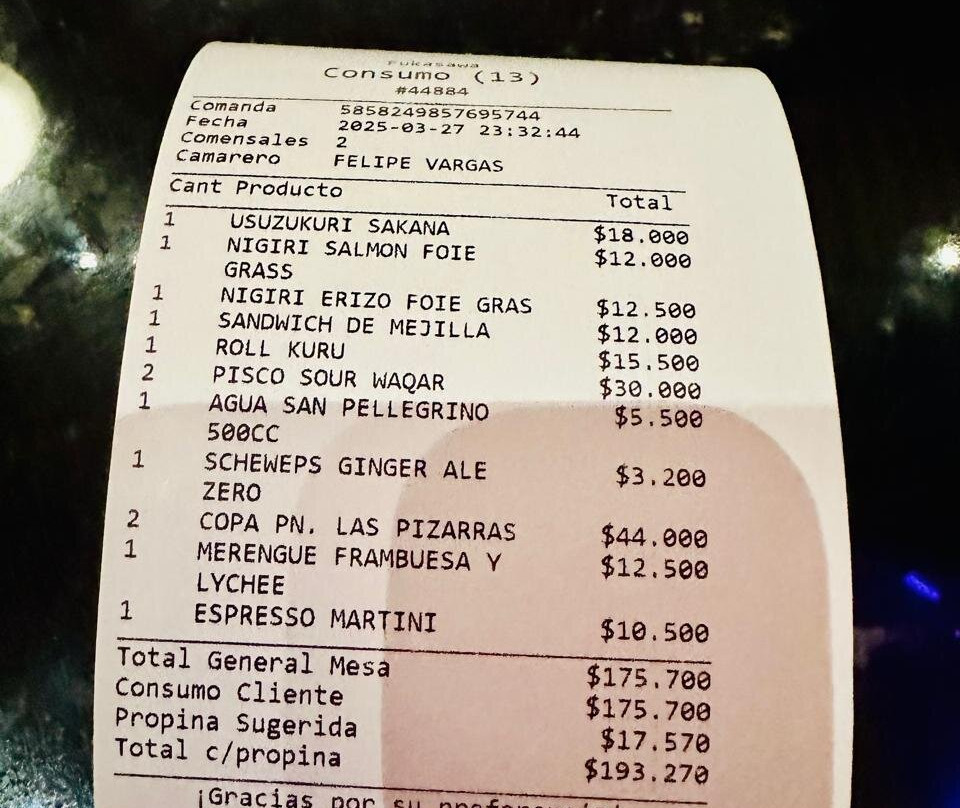 Fukasawa
Consumo (13)
#44884
Comanda 5858249857695744
Fecha 2025-03-27 23:32:44
Comensales 2
Camarero FELIPE VARGAS
Cant Producto Total
1 USUZUKURI SAKANA $18.000
1 NIGIRI SALMON FOIE $12.000
GRASS
1 NIGIRI ERIZO FOIE GRAS $12.500
1 SANDWICH DE MEJILLA $12.000
1 ROLL KURU $15.500
2 PISCO SOUR WAQAR $30.000
1 AGUA SAN PELLEGRINO $5.500
500CC
1 SCHEWEPS GINGER ALE $3.200
ZERO
2 COPA PN. LAS PIZARRAS $44.000
1 MERENGUE FRAMBUESA Y $12.500
LYCHEE
1 ESPRESSO MARTINI $10.500
Total General Mesa $175.700
Consumo Cliente $175.700
Propina Sugerida $17.570
Total c/propina $193.270
¡Gracias por su